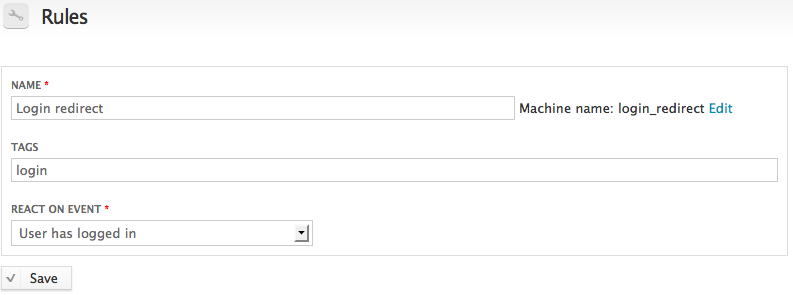 Rules
NAME *
Login redirect Machine name: login_redirect Edit
TAGS
login
REACT ON EVENT *
User has logged in
Save